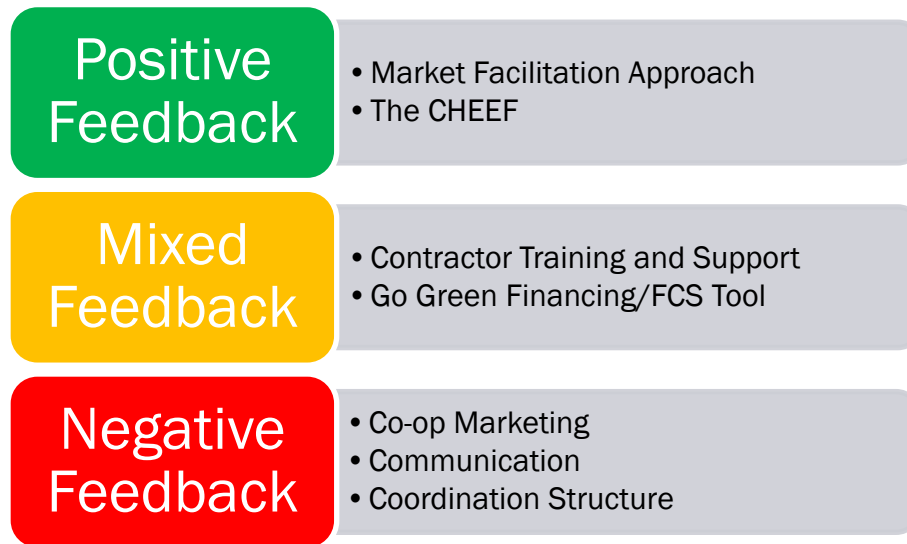 Positive
Feedback
• Market Facilitation Approach
• The CHEEF
Mixed
Feedback
• Contractor Training and Support
• Go Green Financing/FCS Tool
Negative
Feedback
• Co-op Marketing
• Communication
• Coordination Structure